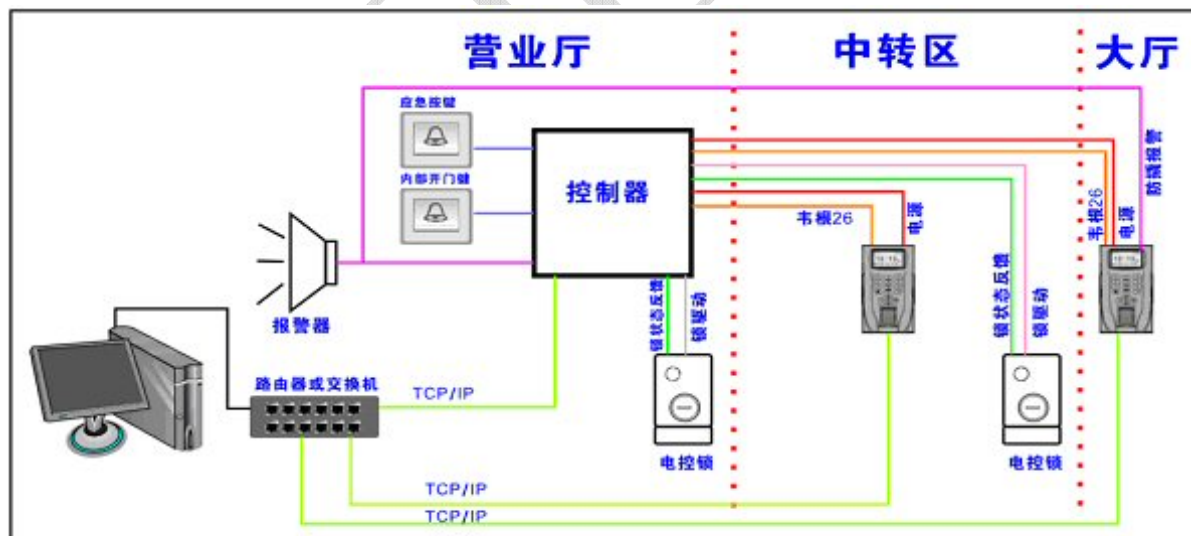 营业厅
中转区
大厅
应急按键
内部开门键
控制器
报警器
韦根26
电源
韦根26
电源
防撬报警
锁状态反馈
锁驱动
锁状态反馈
锁驱动
路由器或交换机
TCP/IP
电控锁
电控锁
TCP/IP
TCP/IP